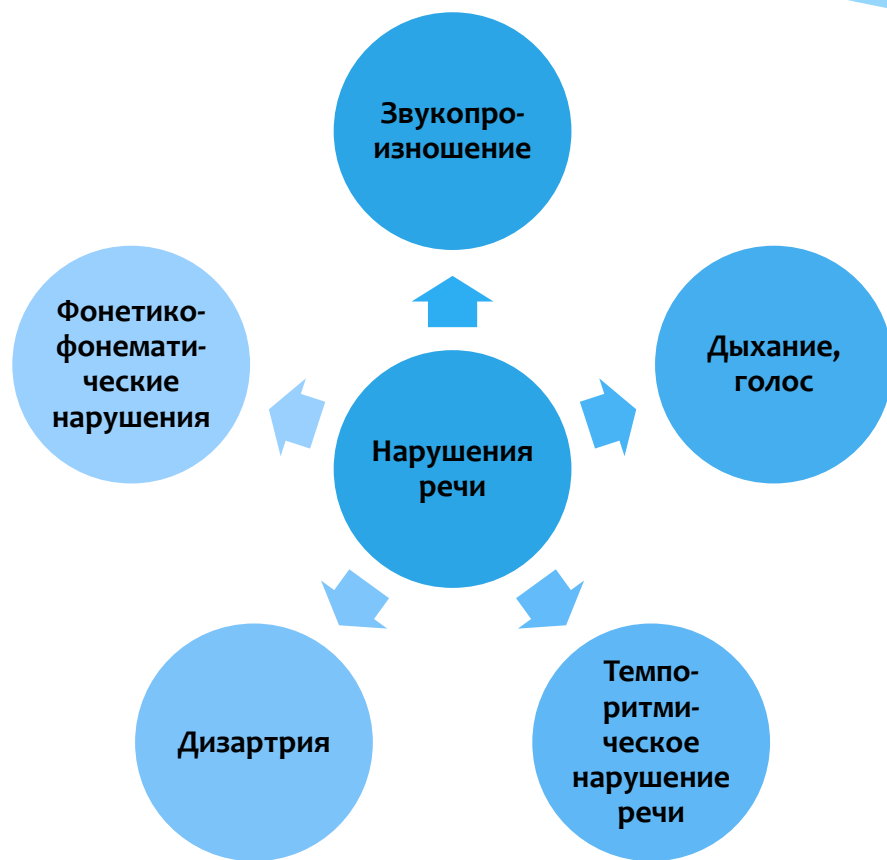 Звукопро-
изношение
Фонетико-
фонемати-
ческие
нарушения
Дыхание,
голос
Нарушения
речи
Дизартрия
Темпо-
ритми-
ческое
нарушение
речи